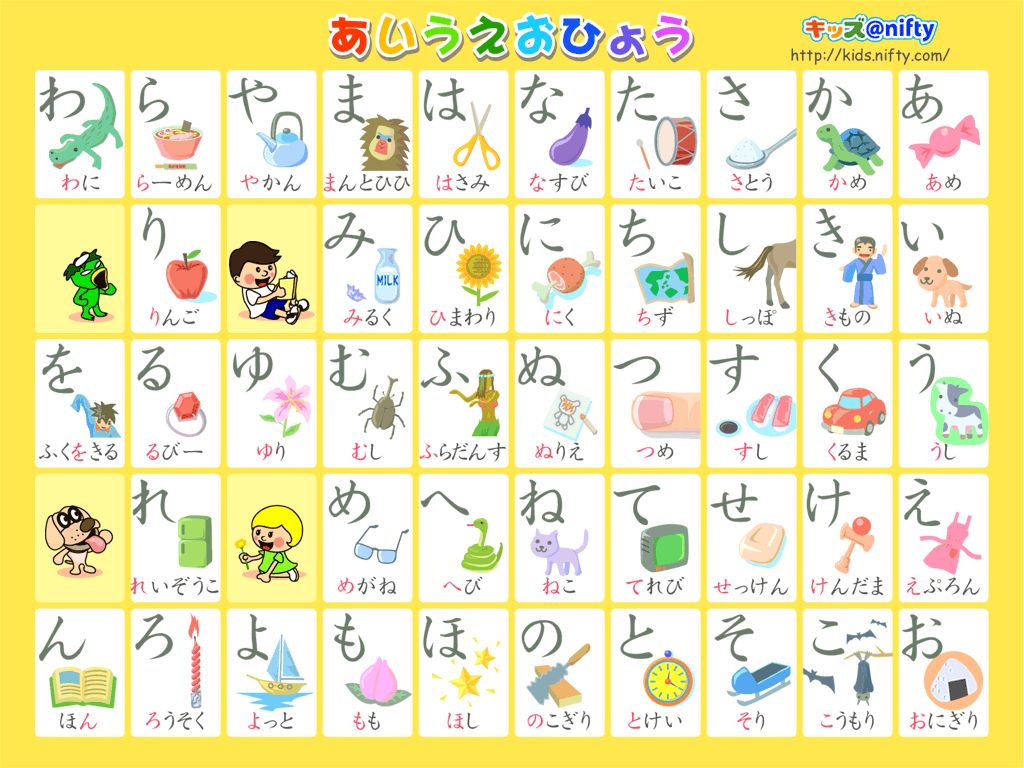 あいうえおひょう
キッズ@nifty
http://kids.nifty.com/
あ
あめ
い
いぬ
う
うし
え
えぷろん
お
おにぎり
か
かめ
き
きもの
く
くるま
け
けんだま
こ
こうもり
さ
さとう
し
しっぽ
す
すし
せ
せっけん
そ
そり
た
たいこ
ち
ちず
つ
つめ
て
てれび
と
とけい
な
なすび
に
にく
ぬ
ぬりえ
ね
ねこ
の
のこぎり
は
はさみ
ひ
ひまわり
ふ
ふらだんす
へ
へび
ほ
ほし
ま
まんとひひ
み
MILK
みるく
む
むし
め
めがね
も
もも
や
やかん
ゆ
ゆり
よ
よっと
ら
らーめん
り
りんご
る
るびー
れ
れいぞうこ
ろ
ろうそく
わ
わに
を
ふくをきる
ん
ほん